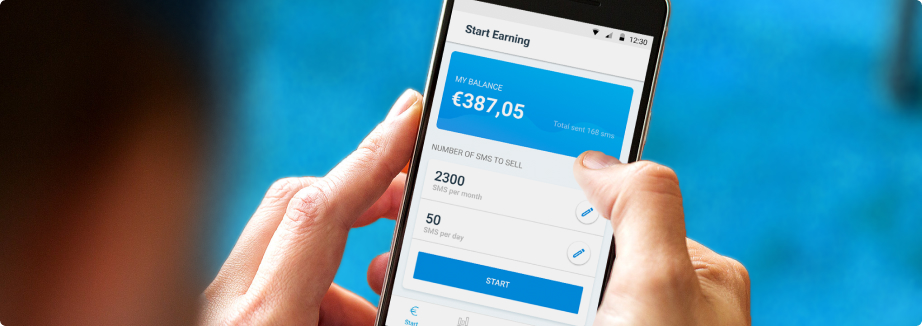 12:30
Start Earning
MY BALANCE
€387,05
Total sent 168 sms
NUMBER OF SMS TO SELL
2300
SMS per month
50
SMS per day
START
€
Start